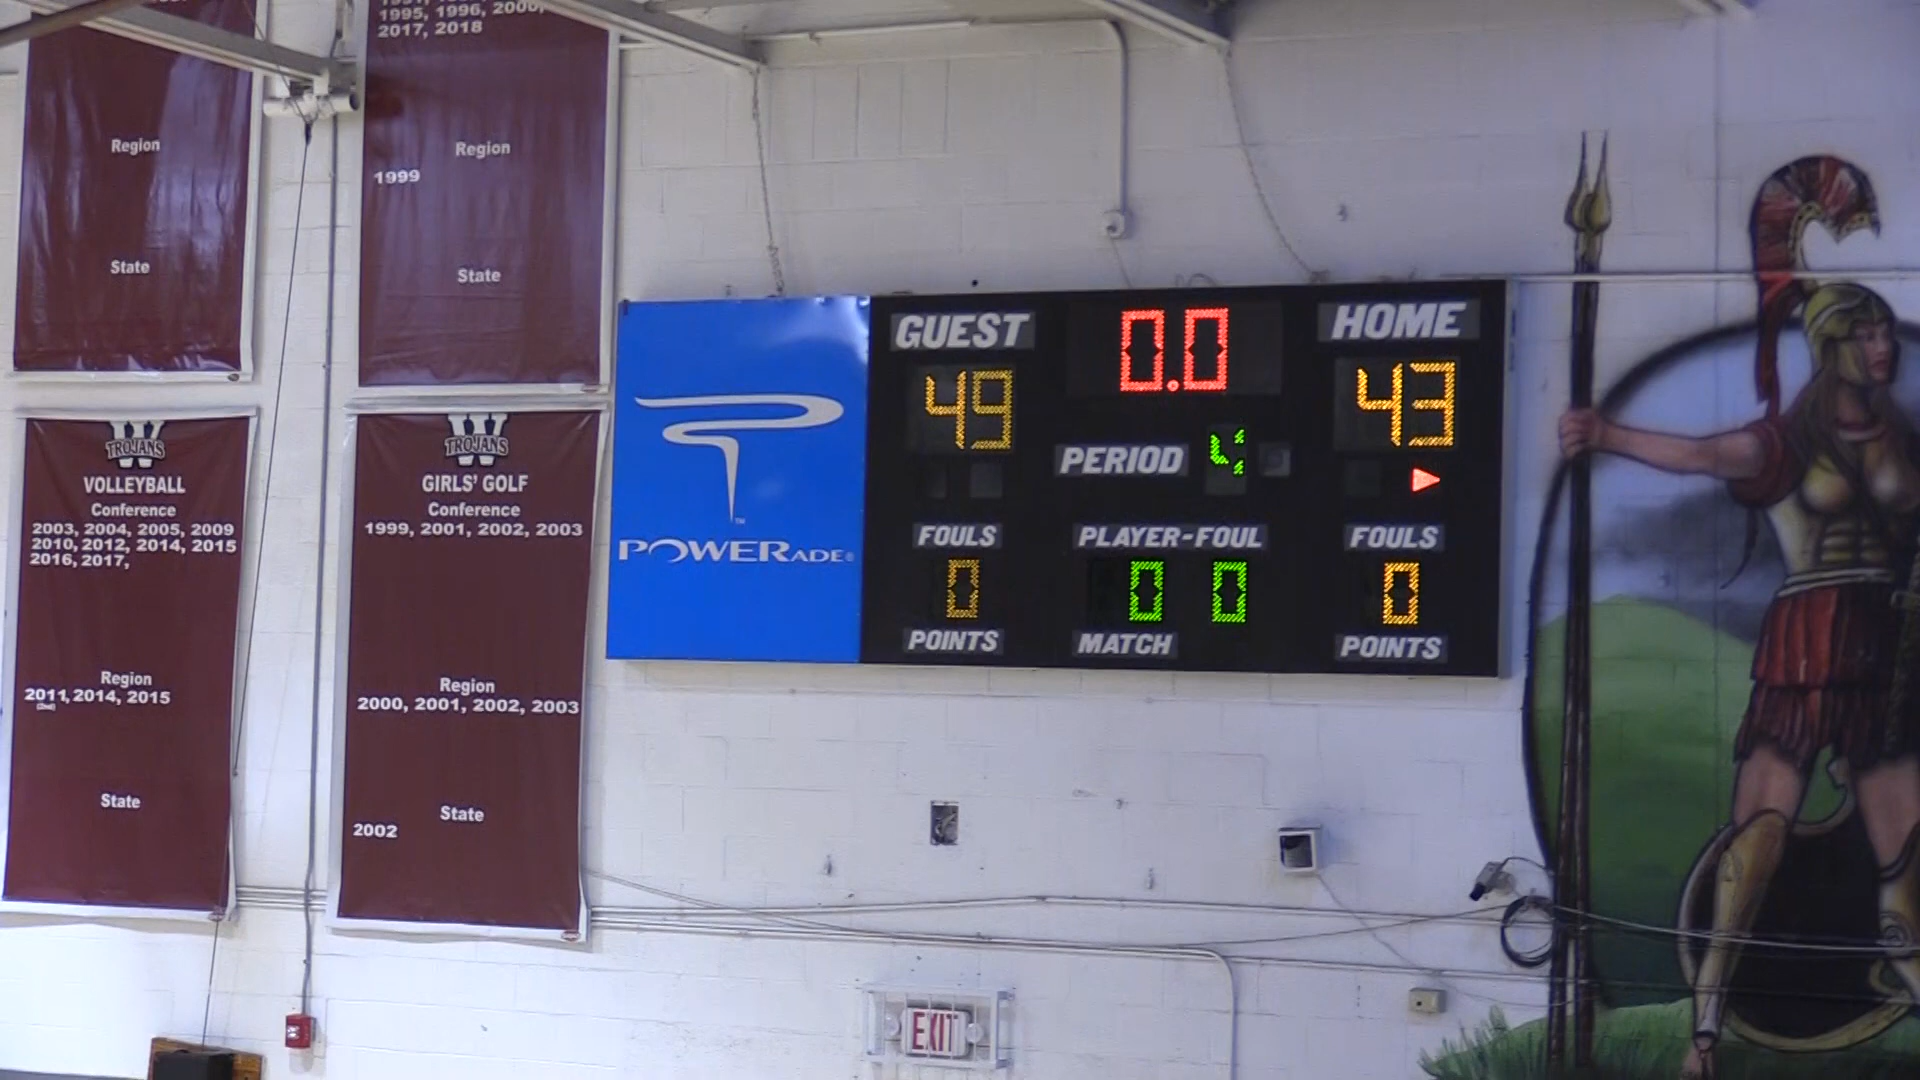 1995, 1996, 2000,
2017, 2018
Region
State
Region
1999
State
TROJANS
VOLLEYBALL
Conference
2003, 2004, 2005, 2009
2010, 2012, 2014, 2015
2016, 2017,
Region
2011, 2014, 2015
(2nd)
State
W
TROJANS
GIRLS' GOLF
Conference
1999, 2001, 2002, 2003
Region
2000, 2001, 2002, 2003
State
2002
POWERADE®
TM
GUEST
0.0
HOME
49
43
PERIOD 4
FOULS
PLAYER-FOUL
FOULS
0
0 0
0
POINTS
MATCH
POINTS
EXIT